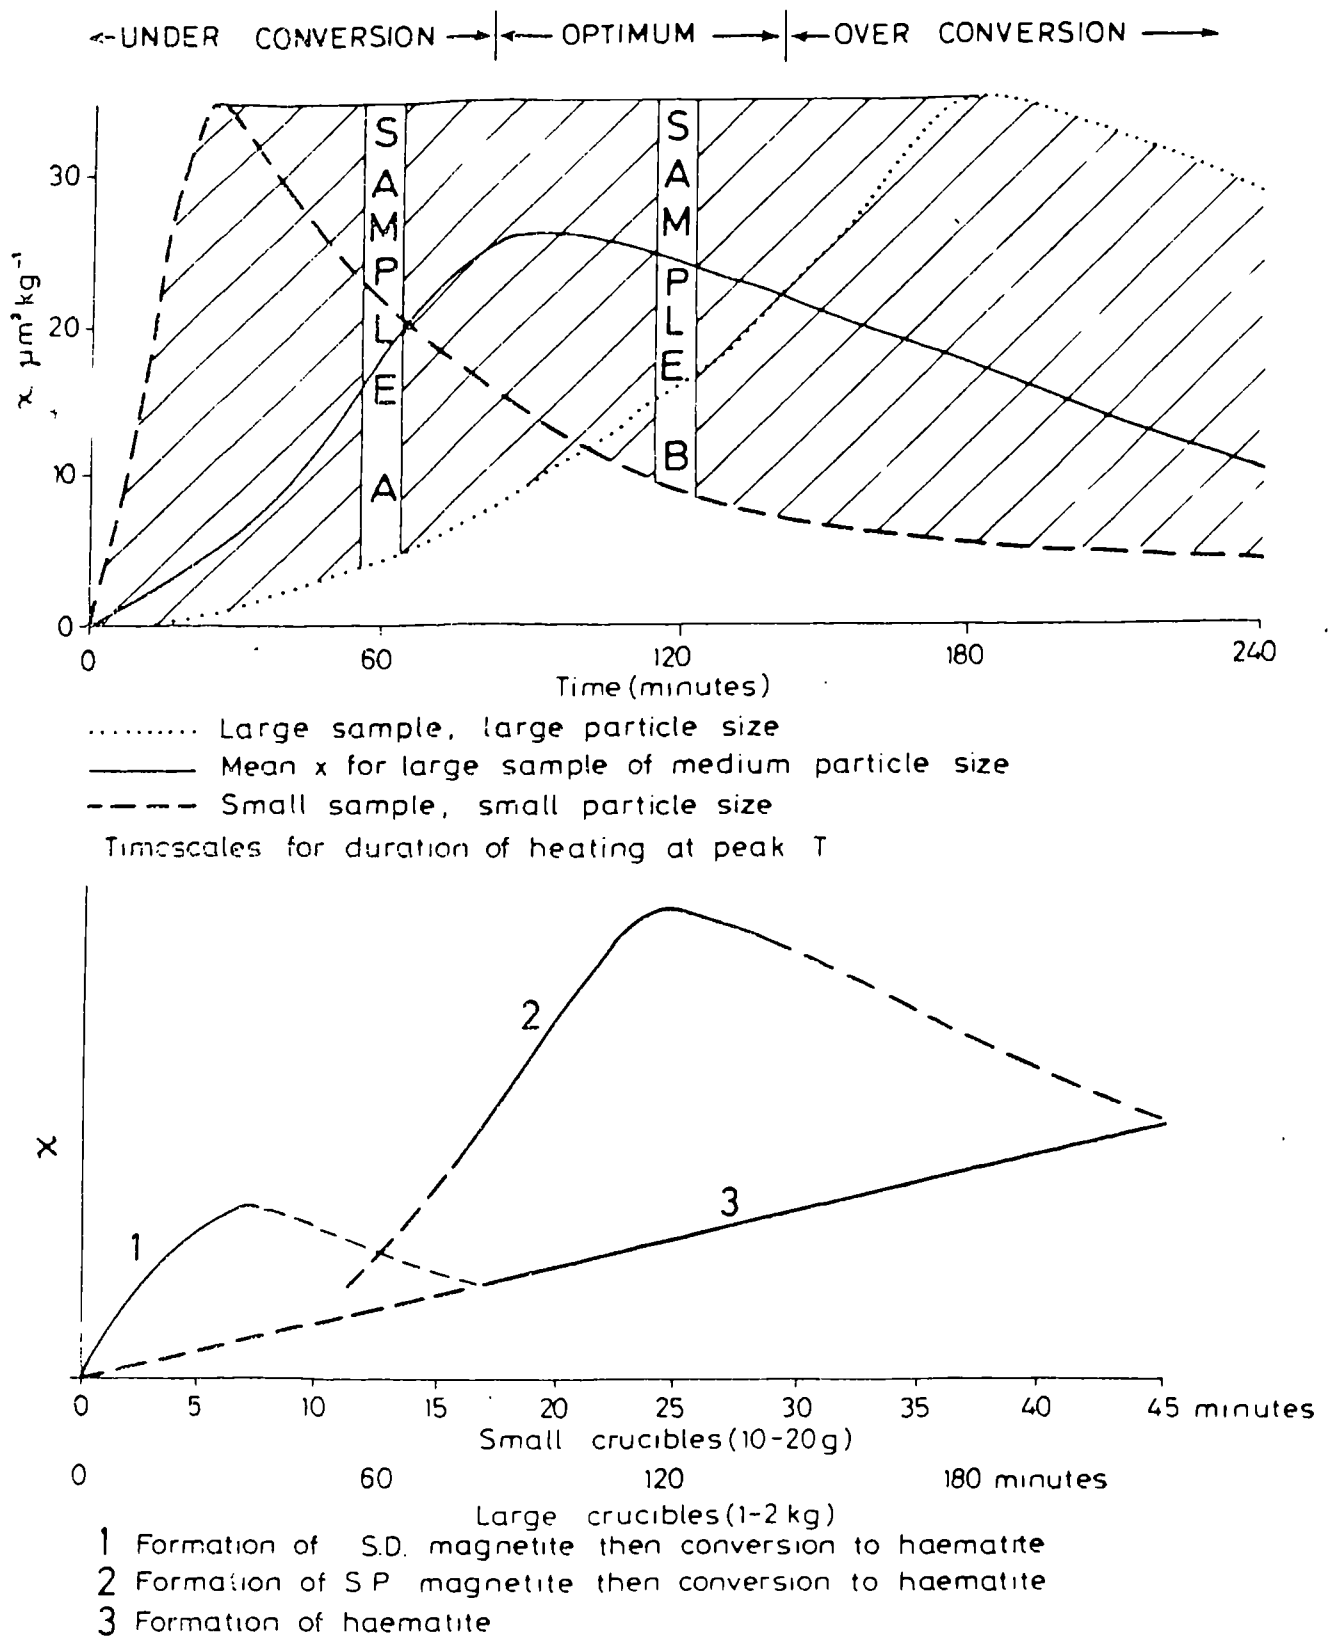 UNDER CONVERSION OPTIMUM OVER CONVERSION
SAMPLE A
SAMPLE B
30
20
10
0
ϰ µm³kg⁻¹
0 60 120 180 240
Time (minutes)
Large sample, large particle size
Mean x for large sample of medium particle size
Small sample, small particle size
Timescales for duration of heating at peak T
ϰ
1
2
3
0 5 10 15 20 25 30 35 40 45 minutes
Small crucibles (10-20g)
0 60 120 180 minutes
Large crucibles (1-2 kg)
1 Formation of S.D. magnetite then conversion to haematite
2 Formation of S P magnetite then conversion to haematite
3 Formation of haematite